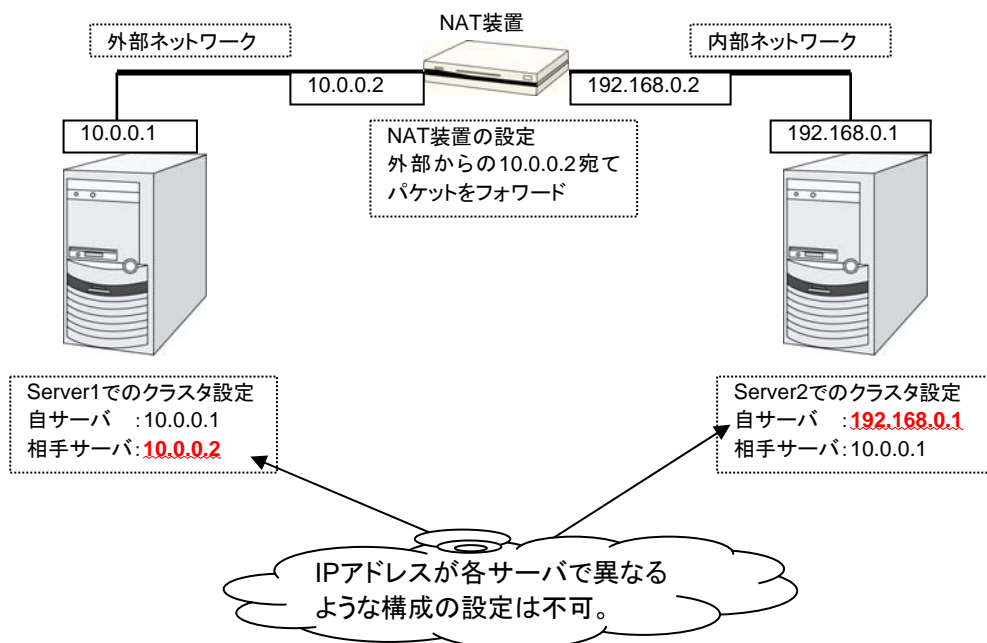 NAT装置
外部ネットワーク
内部ネットワーク
10.0.0.2
192.168.0.2
10.0.0.1
192.168.0.1
NAT装置の設定
外部からの10.0.0.2宛て
パケットをフォワード
Server1でのクラスタ設定
自サーバ :10.0.0.1
相手サーバ:10.0.0.2
Server2でのクラスタ設定
自サーバ :192.168.0.1
相手サーバ:10.0.0.1
IPアドレスが各サーバで異なる
ような構成の設定は不可。